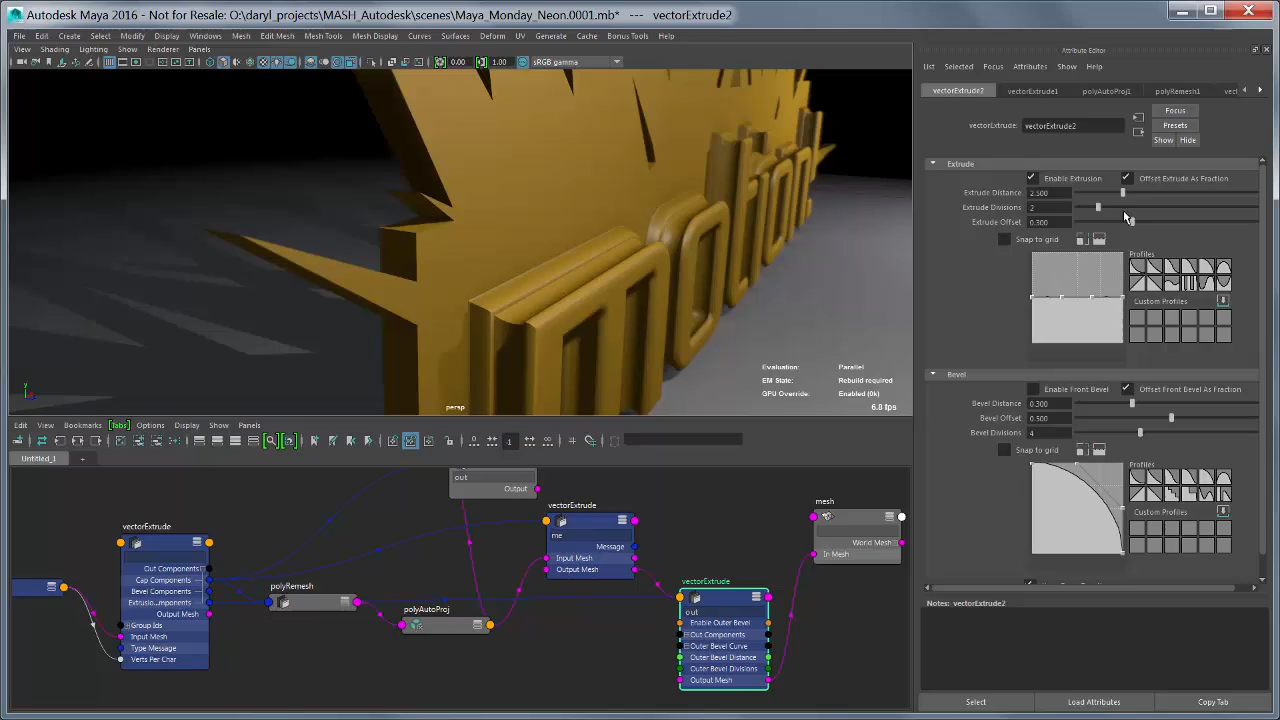 Autodesk Maya 2016 - Not for Resale: O:\daryl_projects\MASH_Autodesk\scenes\Maya_Monday_Neon.0001.mb* --- vectorExtrude2
File Edit Create Select Modify Display Windows Mesh Edit Mesh Mesh Tools Mesh Display Curves Surfaces Deform UV Generate Cache Bonus Tools Help
View Shading Lighting Show Renderer Panels
0.00 1.00 sRGB gamma
Evaluation: Parallel
EM State: Rebuild required
GPU Override: Enabled (0k)
persp
6.8 fps
y
Edit View Bookmarks [tabs] Options Display Show Panels
Untitled_1
out
Output
vectorExtrude
Out Components
Cap Components
Bevel Components
Extrusio...mponents
Output Mesh
Group Ids
Input Mesh
Type Message
Verts Per Char
polyRemesh
polyAutoProj
vectorExtrude
me
Message
Input Mesh
Output Mesh
vectorExtrude
out
Enable Outer Bevel
Out Components
Outer Bevel Curve
Outer Bevel Distance
Outer Bevel Divisions
Output Mesh
mesh
World Mesh
In Mesh
Attribute Editor
List Selected Focus Attributes Show Help
vectorExtrude2 vectorExtrude1 polyAutoProj1 polyRemesh1 vect
vectorExtrude: vectorExtrude2
Focus
Presets
Show Hide
Extrude
Enable Extrusion Offset Extrude As Fraction
Extrude Distance 2.500
Extrude Divisions 2
Extrude Offset 0.300
Snap to grid
Profiles
Custom Profiles
Bevel
Enable Front Bevel Offset Front Bevel As Fraction
Bevel Distance 0.300
Bevel Offset 0.500
Bevel Divisions 4
Snap to grid
Profiles
Custom Profiles
Notes: vectorExtrude2
Select Load Attributes Copy Tab